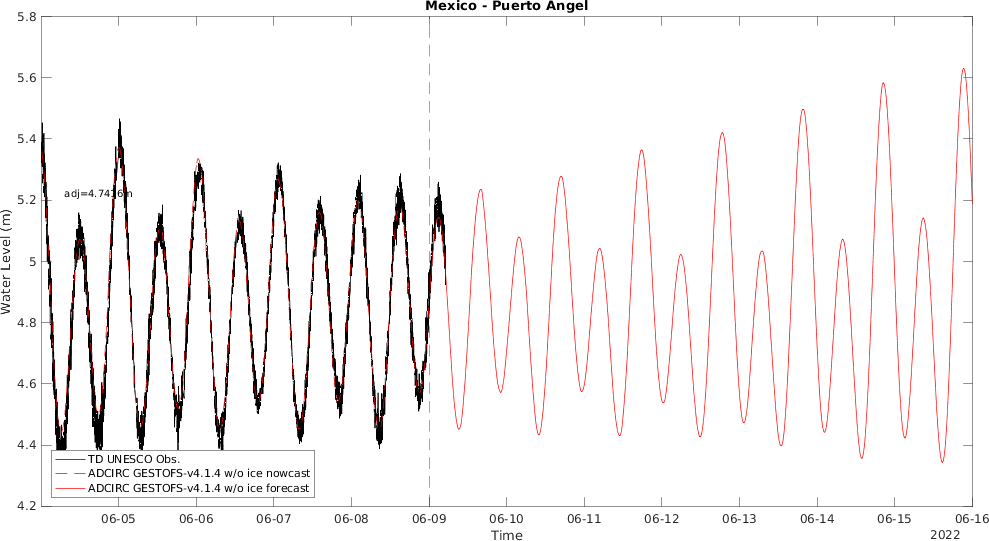 Mexico - Puerto Angel
5.8
5.6
5.4
5.2
5
4.8
4.6
4.4
4.2
Water Level (m)
TD UNESCO Obs.
ADCIRC GESTOFS-v4.1.4 w/o ice nowcast
ADCIRC GESTOFS-v4.1.4 w/o ice forecast
06-05 06-06 06-07 06-08 06-09 06-10 06-11 06-12 06-13 06-14 06-15 06-16
Time
2022